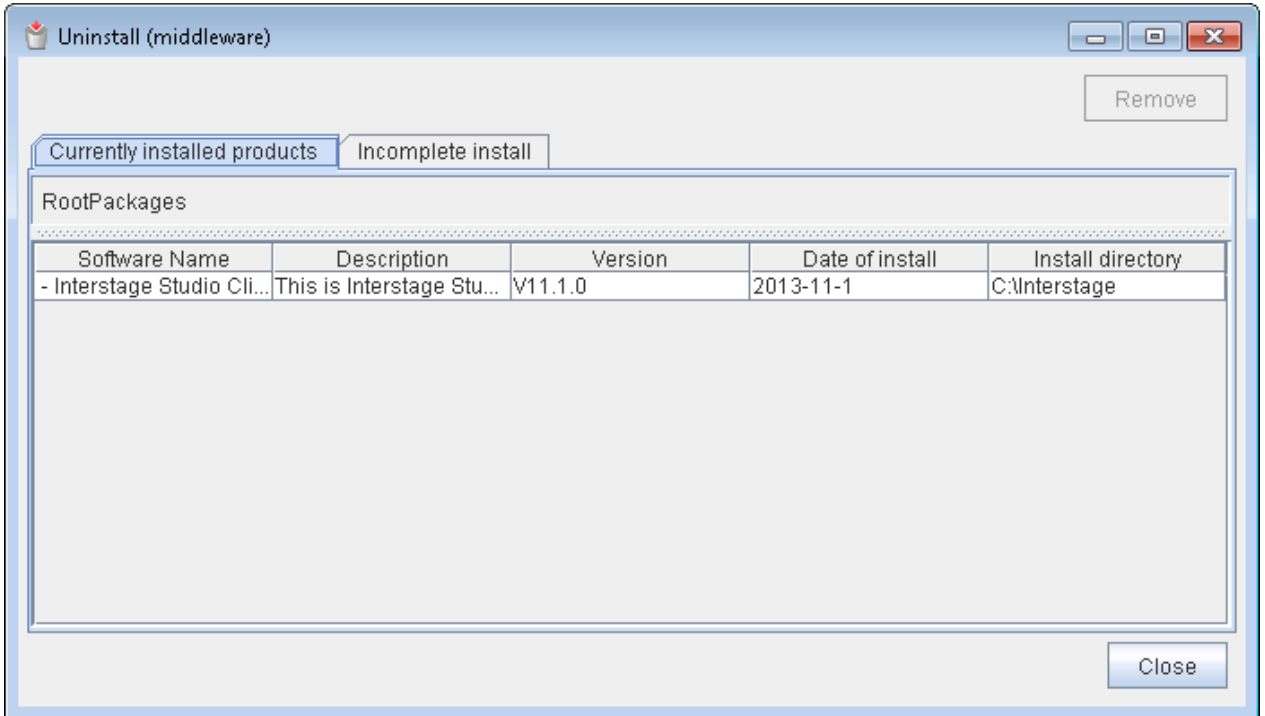 Uninstall (middleware)
Remove
Currently installed products Incomplete install
RootPackages
Software Name Description Version Date of install Install directory
- Interstage Studio Cli... This is Interstage Stu... V11.1.0 2013-11-1 C:\Interstage
Close